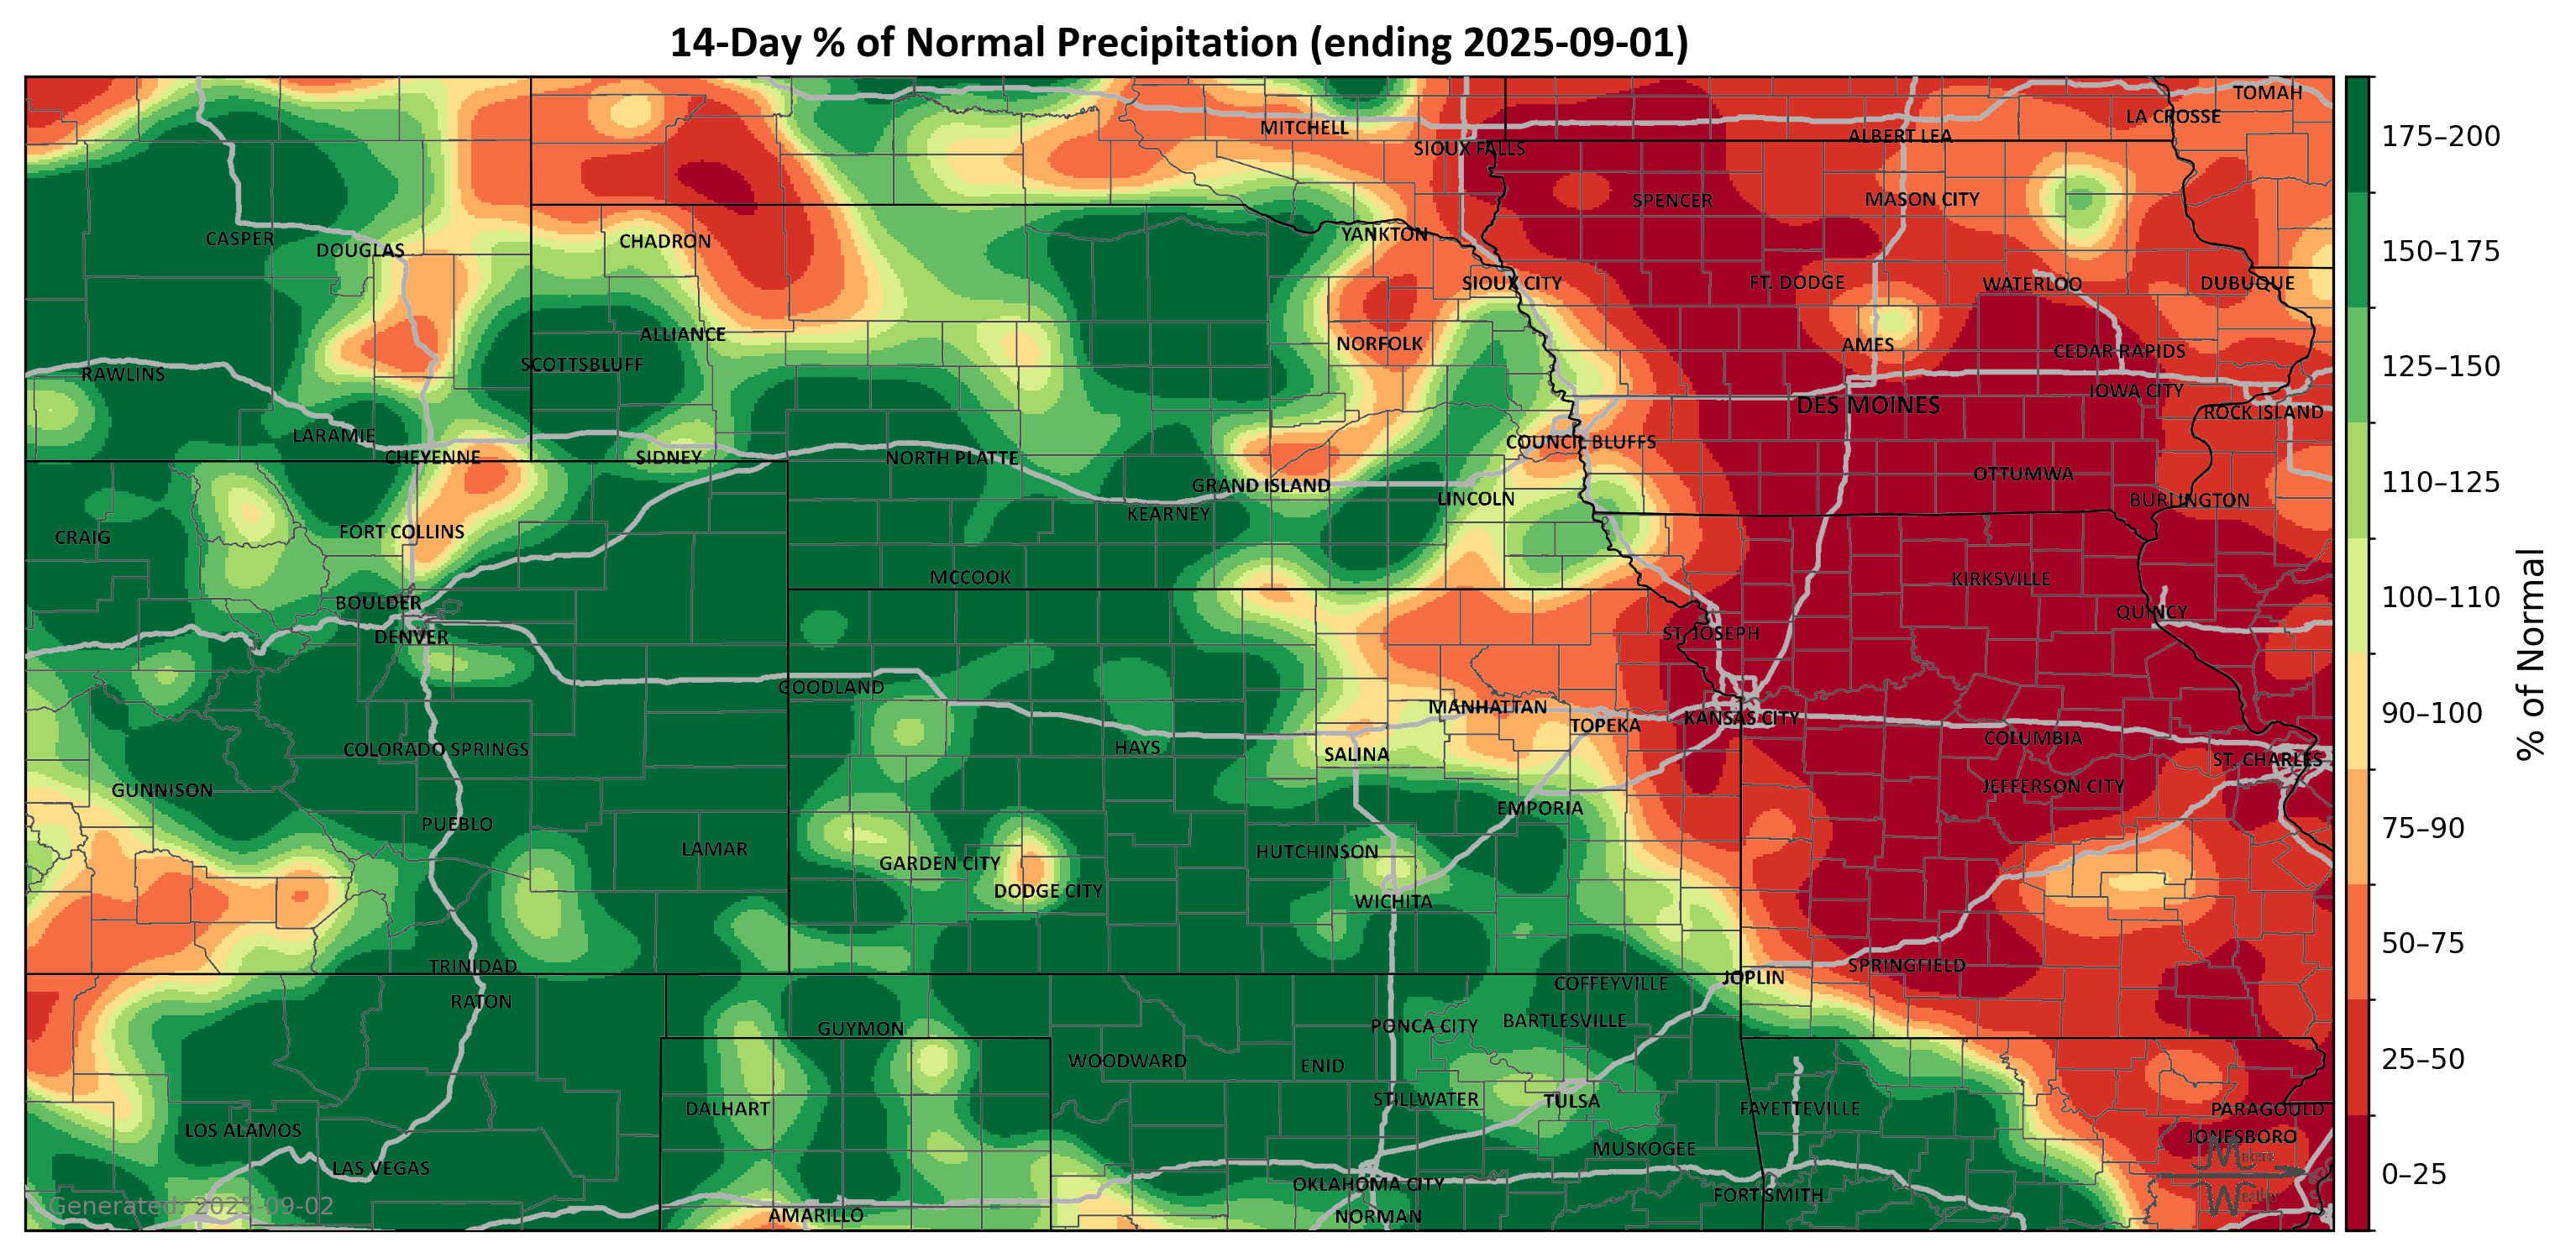 14-Day % of Normal Precipitation (ending 2025-09-01)
TOMAH
LA CROSSE
MITCHELL
ALBERT LEA
SIOUX FALLS
SPENCER
MASON CITY
CASPER
DOUGLAS
CHADRON
YANKTON
SIOUX CITY
FT. DODGE
WATERLOO
DUBUQUE
ALLIANCE
NORFOLK
AMES
CEDAR RAPIDS
SCOTTSBLUFF
RAWLINS
IOWA CITY
DES MOINES
ROCK ISLAND
LARAMIE
COUNCIL BLUFFS
CHEYENNE
SIDNEY
NORTH PLATTE
OTTUMWA
GRAND ISLAND
LINCOLN
BURLINGTON
KEARNEY
CRAIG
FORT COLLINS
MCCOOK
KIRKSVILLE
BOULDER
QUINCY
DENVER
ST. JOSEPH
GOODLAND
MANHATTAN
TOPEKA
KANSAS CITY
COLUMBIA
COLORADO SPRINGS
HAYS
SALINA
ST. CHARLES
GUNNISON
JEFFERSON CITY
EMPORIA
PUEBLO
LAMAR
GARDEN CITY
HUTCHINSON
DODGE CITY
WICHITA
TRINIDAD
SPRINGFIELD
JOPLIN
COFFEYVILLE
RATON
GUYMON
PONCA CITY
BARTLESVILLE
WOODWARD
ENID
DALHART
STILLWATER
TULSA
FAYETTEVILLE
PARAGOULD
LOS ALAMOS
JONESBORO
MUSKOGEE
LAS VEGAS
OKLAHOMA CITY
FORT SMITH
AMARILLO
NORMAN
Generated: 2025-09-02
175–200
150–175
125–150
110–125
100–110
90–100
75–90
50–75
25–50
0–25
% of Normal